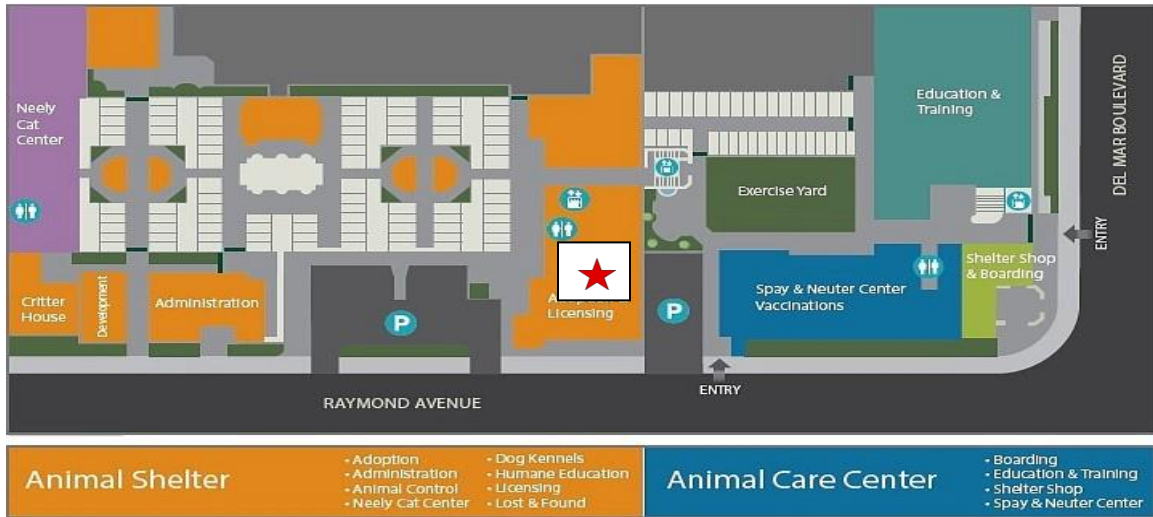 Neely
Cat
Center
Critter
House
Development
Administration
P
Licensing
P
Exercise Yard
Education &
Training
Spay & Neuter Center
Vaccinations
Shelter Shop
& Boarding
DEL MAR BOULEVARD
ENTRY
ENTRY
RAYMOND AVENUE
Animal Shelter
• Adoption
• Administration
• Animal Control
• Neely Cat Center
• Dog Kennels
• Humane Education
• Licensing
• Lost & Found
Animal Care Center
• Boarding
• Education & Training
• Shelter Shop
• Spay & Neuter Center